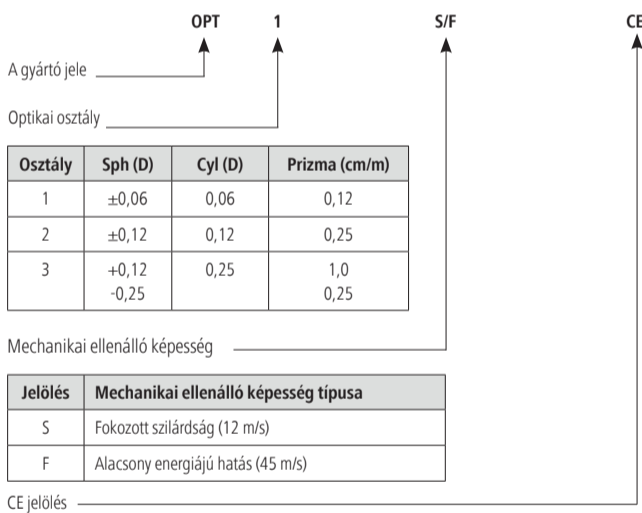 OPT 1 S/F CE
A gyártó jele
Optikai osztály
Osztály Sph (D) Cyl (D) Prizma (cm/m)
1 ±0,06 0,06 0,12
2 ±0,12 0,12 0,25
3 +0,12 0,25 1,0
-0,25 0,25
Mechanikai ellenálló képesség
Jelölés Mechanikai ellenálló képesség típusa
S Fokozott szilárdság (12 m/s)
F Alacsony energiájú hatás (45 m/s)
CE jelölés